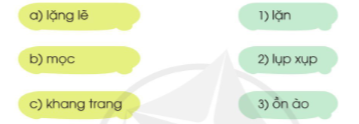 a) lặng lẽ 1) lặn
b) mọc 2) lụp xụp
c) khang trang 3) ồn ào